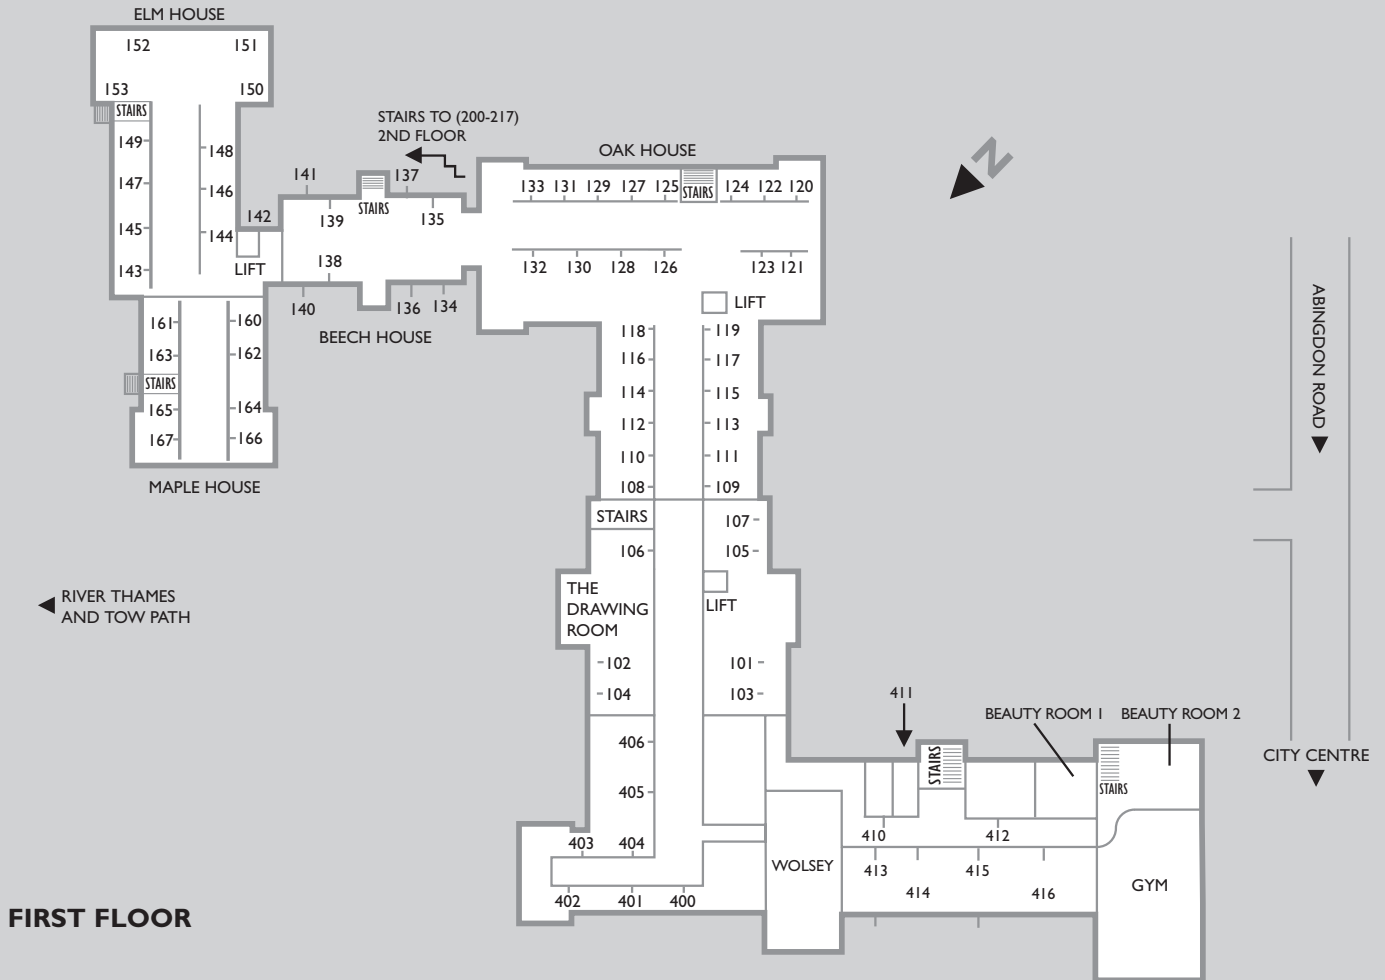 ELM HOUSE
152
151
153
150
STAIRS
149
148
147
146
145
144
143
142
LIFT
161
160
163
162
STAIRS
165
164
167
166
MAPLE HOUSE
STAIRS TO (200-217)
2ND FLOOR
141
137
139
STAIRS
135
138
140
136
134
BEECH HOUSE
OAK HOUSE
133
131
129
127
125
STAIRS
124
122
120
132
130
128
126
123
121
LIFT
118
119
116
117
114
115
112
113
110
111
108
109
STAIRS
107
106
105
THE
DRAWING
ROOM
LIFT
102
101
104
103
406
405
403
404
402
401
400
WOLSEY
411
STAIRS
BEAUTY ROOM 1
BEAUTY ROOM 2
STAIRS
410
412
413
414
415
416
GYM
N
ABINGDON ROAD
CITY CENTRE
RIVER THAMES
AND TOW PATH
FIRST FLOOR